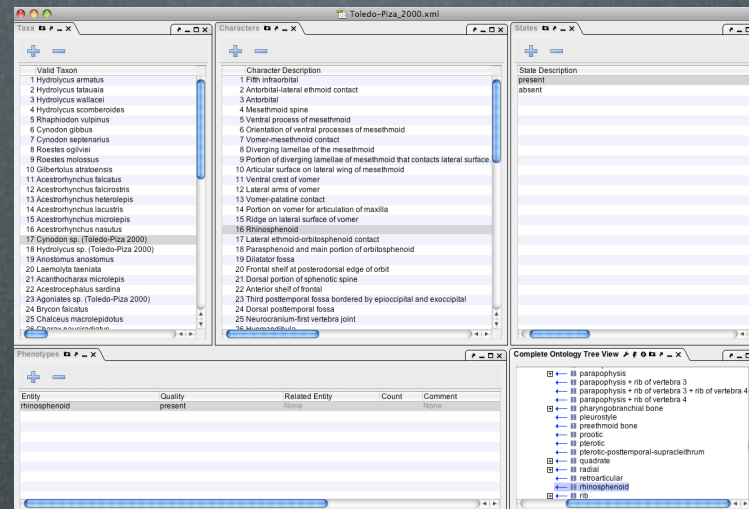 Toledo-Piza_2000.xml
Taxa
Valid Taxon
1 Hydrolycus armatus
2 Hydrolycus tatauaia
3 Hydrolycus wallacei
4 Hydrolycus scomberoides
5 Rhaphiodon vulpinus
6 Cynodon gibbus
7 Cynodon septenarius
8 Roestes ogilviei
9 Roestes molossus
10 Gilbertolus atratoensis
11 Acestrorhynchus falcatus
12 Acestrorhynchus falcirostris
13 Acestrorhynchus heterolepis
14 Acestrorhynchus lacustris
15 Acestrorhynchus microlepis
16 Acestrorhynchus nasutus
17 Cynodon sp. (Toledo-Piza 2000)
18 Hydrolycus sp. (Toledo-Piza 2000)
19 Anostomus anostomus
20 Laemolyta taeniata
21 Acanthocharax microlepis
22 Acestrocephalus sardina
23 Agoniates sp. (Toledo-Piza 2000)
24 Brycon falcatus
25 Chalceus macrolepidotus
26 Charax pauciradiatus
Characters
Character Description
1 Fifth infraorbital
2 Antorbital-lateral ethmoid contact
3 Antorbital
4 Mesethmoid spine
5 Ventral process of mesethmoid
6 Orientation of ventral processes of mesethmoid
7 Vomer-mesethmoid contact
8 Diverging lamellae of the mesethmoid
9 Portion of diverging lamellae of mesethmoid that contacts lateral surface
10 Articular surface on lateral wing of mesethmoid
11 Ventral crest of vomer
12 Lateral arms of vomer
13 Vomer-palatine contact
14 Portion on vomer for articulation of maxilla
15 Ridge on lateral surface of vomer
16 Rhinosphenoid
17 Lateral ethmoid-orbitosphenoid contact
18 Parasphenoid and main portion of orbitosphenoid
19 Dilatator fossa
20 Frontal shelf at posterodorsal edge of orbit
21 Dorsal portion of sphenotic spine
22 Anterior shelf of frontal
23 Third posttemporal fossa bordered by epioccipital and exoccipital
24 Dorsal posttemporal fossa
25 Neurocranium-first vertebra joint
26 Hyomandibula
States
State Description
present
absent
Phenotypes
Entity Quality Related Entity Count Comment
rhinosphenoid present None None
Complete Ontology Tree View
parapophysis
parapophysis + rib of vertebra 3
parapophysis + rib of vertebra 3 + rib of vertebra 4
parapophysis + rib of vertebra 4
pharyngobranchial bone
pleurostyle
preethmoid bone
prootic
pterotic
pterotic-posttemporal-supracleithrum
quadrate
radial
retroarticular
rhinosphenoid
rib